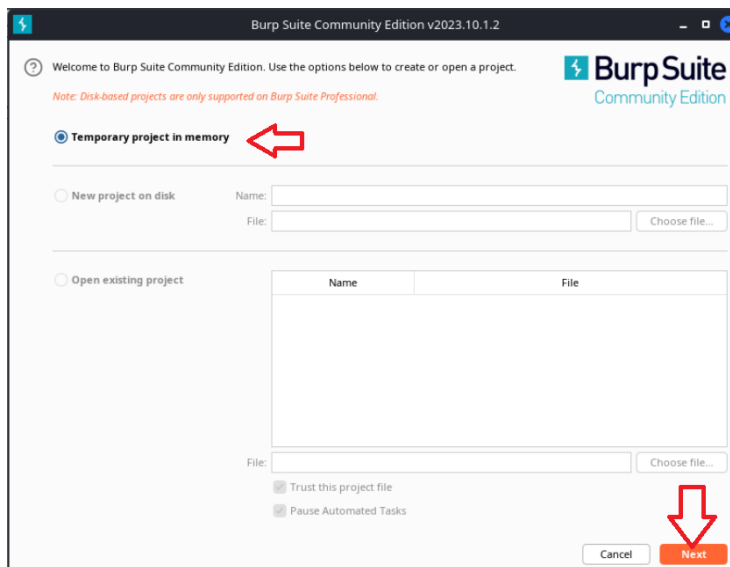 Burp Suite Community Edition v2023.10.1.2
Welcome to Burp Suite Community Edition. Use the options below to create or open a project.
Note: Disk-based projects are only supported on Burp Suite Professional.
Burp Suite
Community Edition
Temporary project in memory
New project on disk
Name:
File:
Choose file...
Open existing project
Name
File
File:
Choose file...
Trust this project file
Pause Automated Tasks
Cancel
Next